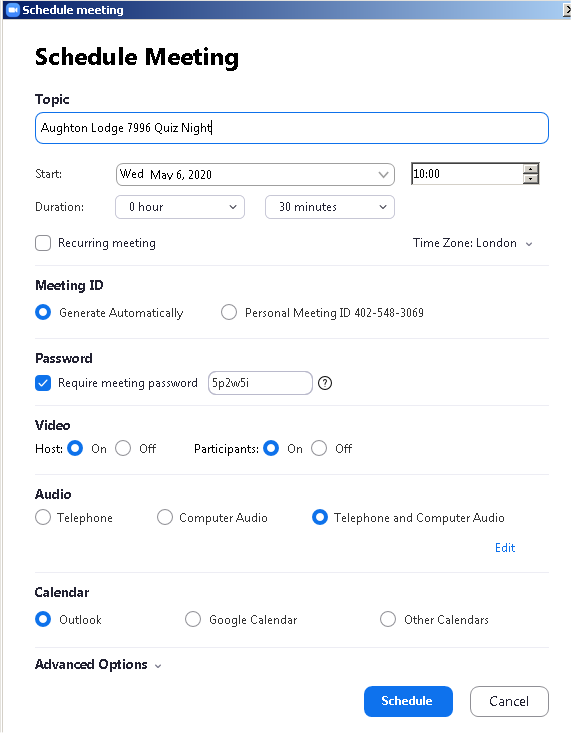 Schedule meeting
Schedule Meeting
Topic
Aughton Lodge 7996 Quiz Night
Start: Wed May 6, 2020 10:00
Duration: 0 hour 30 minutes
Recurring meeting Time Zone: London
Meeting ID
Generate Automatically Personal Meeting ID 402-548-3069
Password
Require meeting password 5p2w5i ?
Video
Host: On Off Participants: On Off
Audio
Telephone Computer Audio Telephone and Computer Audio
Edit
Calendar
Outlook Google Calendar Other Calendars
Advanced Options
Schedule Cancel